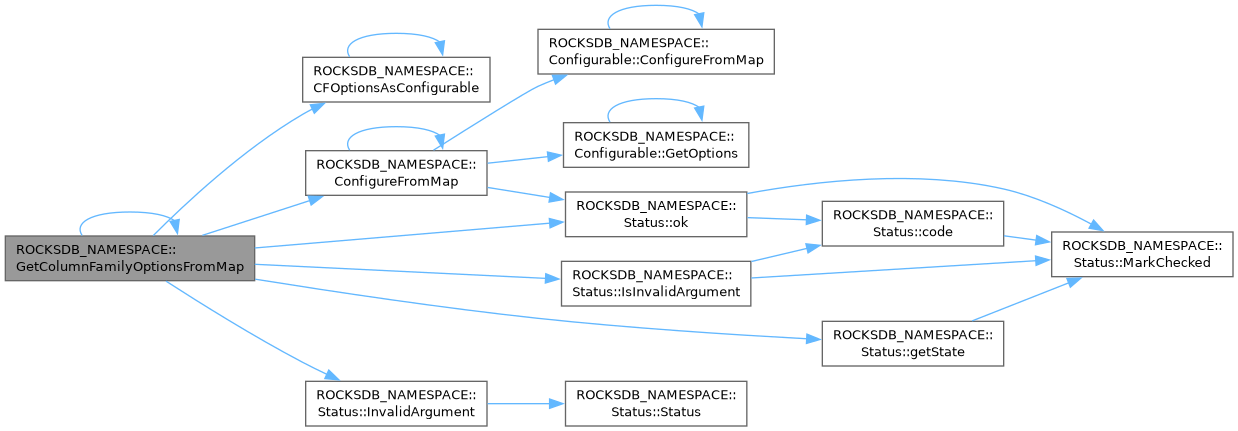 ROCKSDB_NAMESPACE::
GetColumnFamilyOptionsFromMap
ROCKSDB_NAMESPACE::
CFOptionsAsConfigurable
ROCKSDB_NAMESPACE::
ConfigureFromMap
ROCKSDB_NAMESPACE::
Configurable::ConfigureFromMap
ROCKSDB_NAMESPACE::
Configurable::GetOptions
ROCKSDB_NAMESPACE::
Status::ok
ROCKSDB_NAMESPACE::
Status::code
ROCKSDB_NAMESPACE::
Status::MarkChecked
ROCKSDB_NAMESPACE::
Status::IsInvalidArgument
ROCKSDB_NAMESPACE::
Status::getState
ROCKSDB_NAMESPACE::
Status::InvalidArgument
ROCKSDB_NAMESPACE::
Status::Status